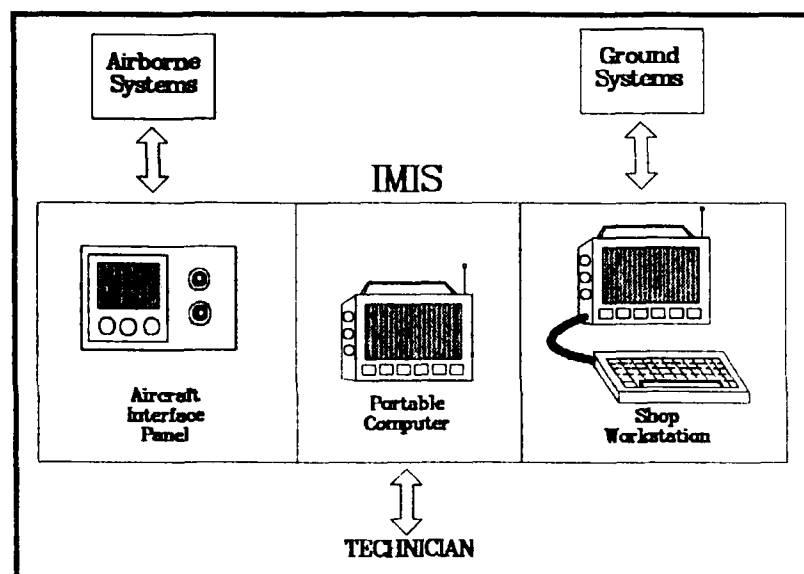 Airborne
Systems
Ground
Systems
IMIS
Aircraft
Interface
Panel
Portable
Computer
Shop
Workstation
TECHNICIAN